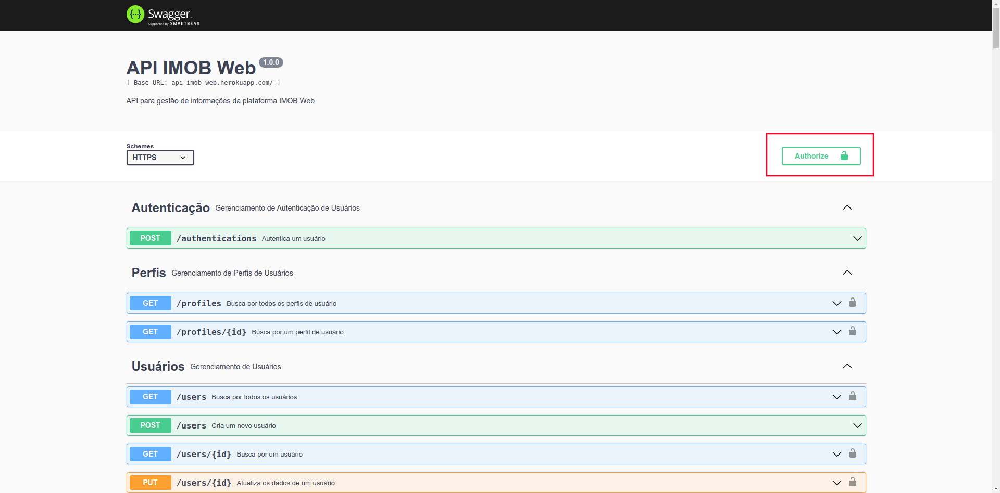 Swagger
Supported by SMARTBEAR
API IMOB Web 1.0.0
[ Base URL: api-imob-web.herokuapp.com/ ]
API para gestão de informações da plataforma IMOB Web
Schemes
HTTPS
Authorize
Autenticação Gerenciamento de Autenticação de Usuários
POST /authentications Autentica um usuário
Perfis Gerenciamento de Perfis de Usuários
GET /profiles Busca por todos os perfis de usuário
GET /profiles/{id} Busca por um perfil de usuário
Usuários Gerenciamento de Usuários
GET /users Busca por todos os usuários
POST /users Cria um novo usuário
GET /users/{id} Busca por um usuário
PUT /users/{id} Atualiza os dados de um usuário